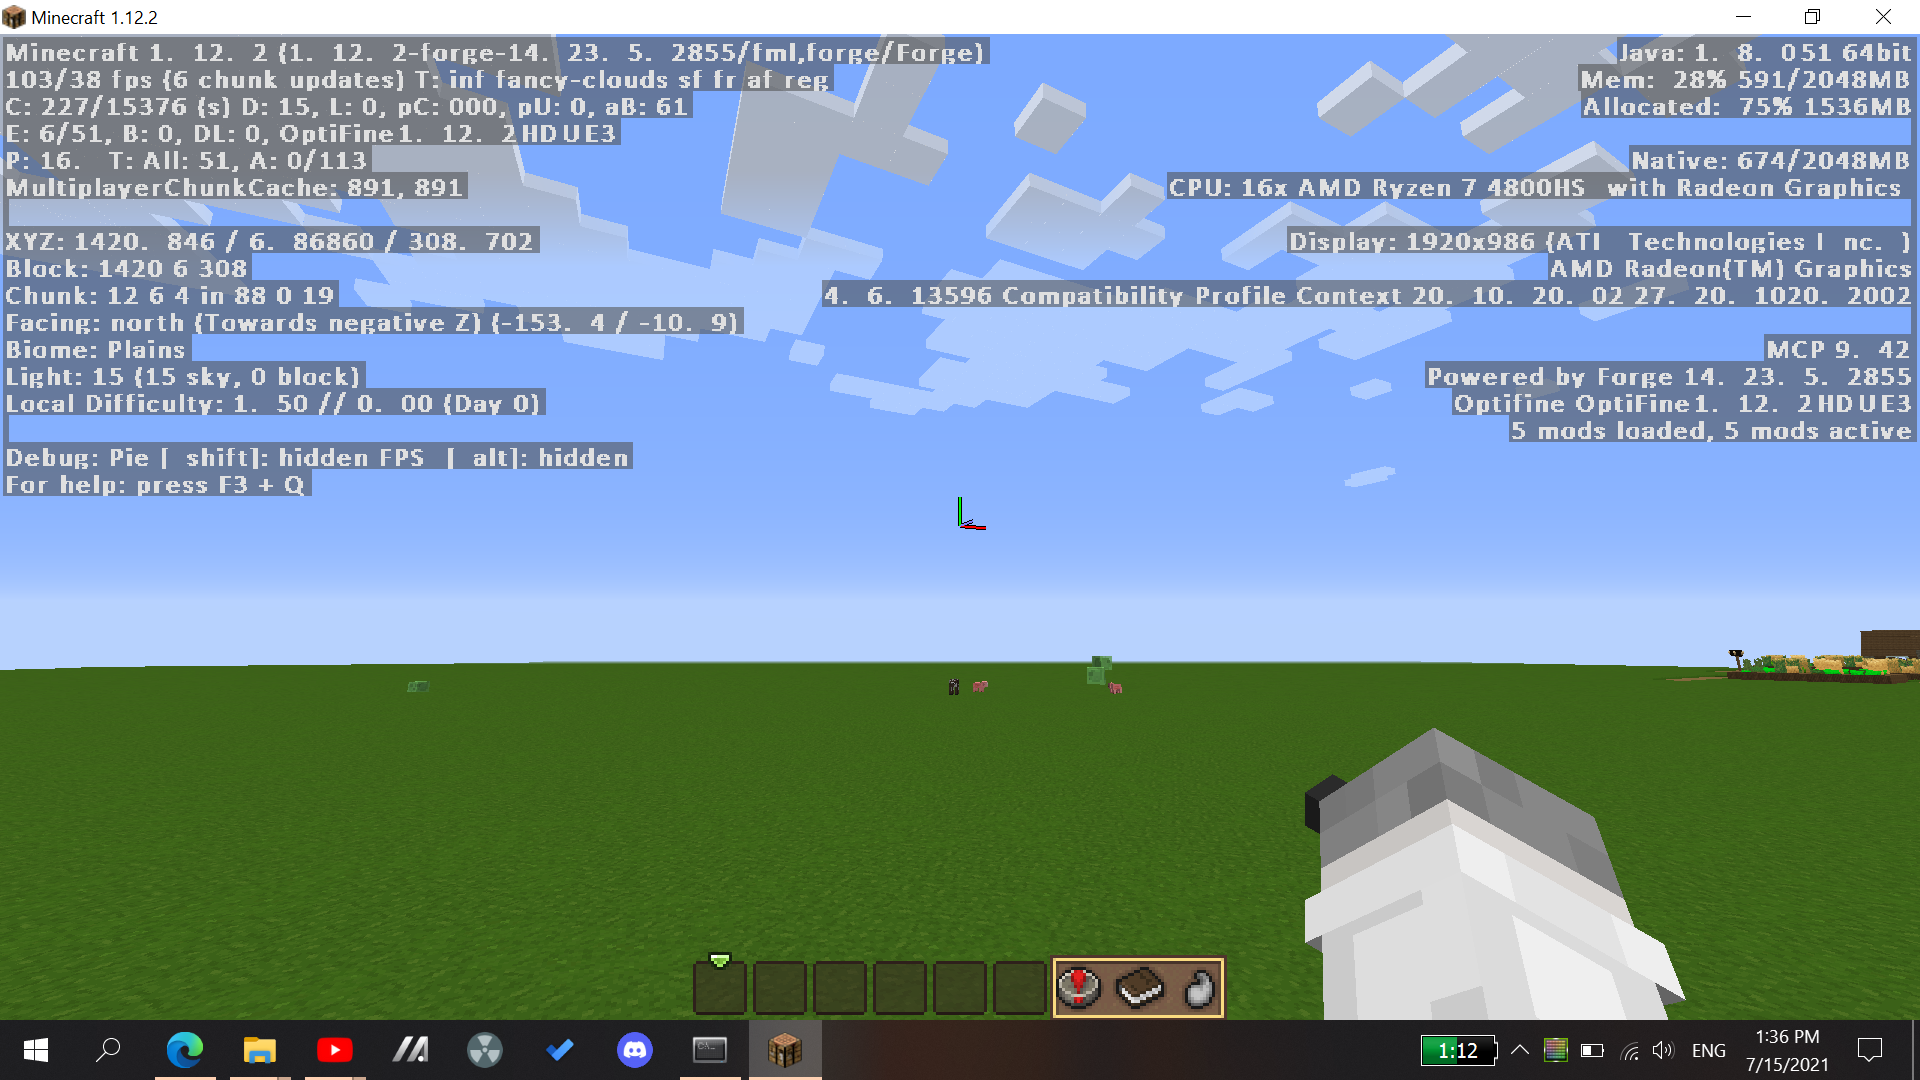 Minecraft 1.12.2
Minecraft 1. 12. 2 (1. 12. 2-forge-14. 23. 5. 2855/fml,forge/Forge)
103/38 fps (6 chunk updates) T: inf fancy-clouds sf fr af reg
C: 227/15376 (s) D: 15, L: 0, pC: 000, pU: 0, aB: 61
E: 6/51, B: 0, DL: 0, OptiFine1. 12. 2HDUE3
P: 16. T: All: 51, A: 0/113
MultiplayerChunkCache: 891, 891
XYZ: 1420. 846 / 6. 86860 / 308. 702
Block: 1420 6 308
Chunk: 12 6 4 in 88 0 19
Facing: north (Towards negative Z) (-153. 4 / -10. 9)
Biome: Plains
Light: 15 (15 sky, 0 block)
Local Difficulty: 1. 50 // 0. 00 (Day 0)
Debug: Pie [ shift]: hidden FPS [ alt]: hidden
For help: press F3 + Q
Java: 1. 8. 051 64bit
Mem: 28% 591/2048MB
Allocated: 75% 1536MB
Native: 674/2048MB
CPU: 16x AMD Ryzen 7 4800HS with Radeon Graphics
Display: 1920x986 (ATI Technologies I nc. )
AMD Radeon(TM) Graphics
4. 6. 13596 Compatibility Profile Context 20. 10. 20. 02 27. 20. 1020. 2002
MCP 9. 42
Powered by Forge 14. 23. 5. 2855
Optifine OptiFine1. 12. 2HDUE3
5 mods loaded, 5 mods active
1:12
ENG
1:36 PM
7/15/2021